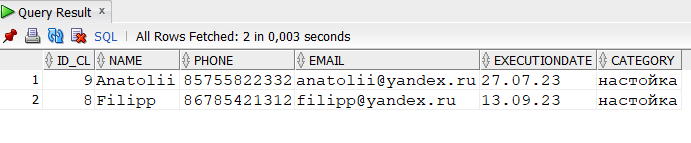 Query Result ×
SQL | All Rows Fetched: 2 in 0,003 seconds
ID_CL NAME PHONE EMAIL EXECUTIONDATE CATEGORY
1 9 Anatolii 85755822332 anatolii@yandex.ru 27.07.23 настойка
2 8 Filipp 86785421312 filipp@yandex.ru 13.09.23 настойка